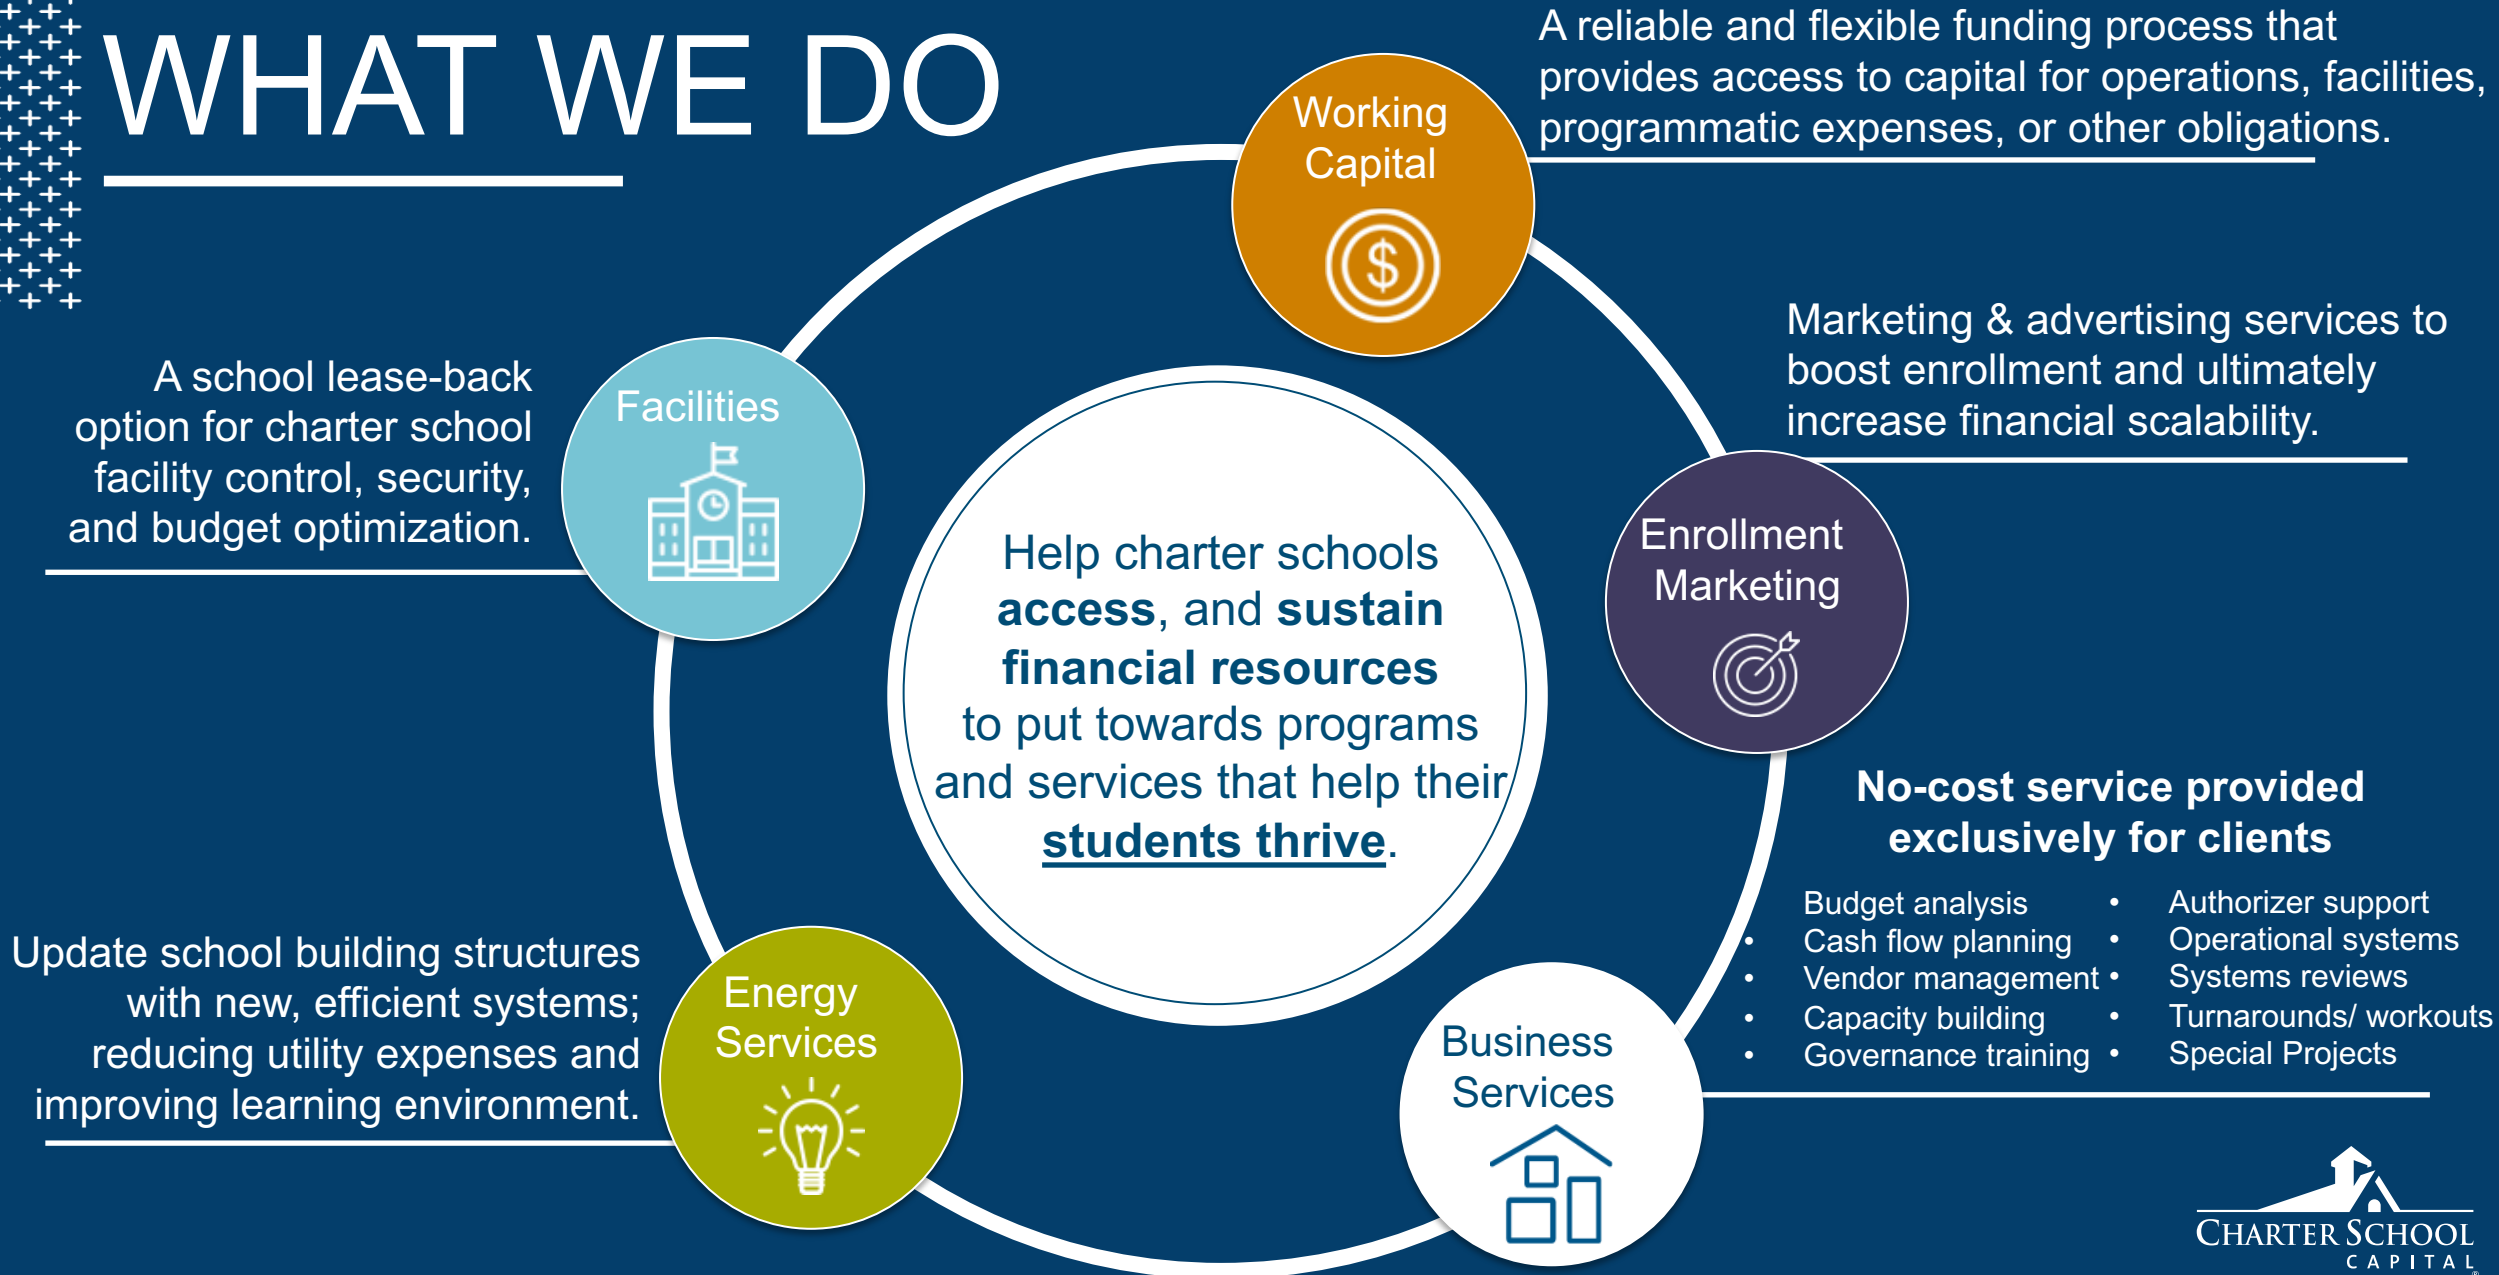 WHAT WE DO
Working
Capital
A reliable and flexible funding process that
provides access to capital for operations, facilities,
programmatic expenses, or other obligations.
Enrollment
Marketing
Marketing & advertising services to
boost enrollment and ultimately
increase financial scalability.
Business
Services
No-cost service provided
exclusively for clients
Budget analysis
• Cash flow planning
• Vendor management
• Capacity building
• Governance training
• Authorizer support
• Operational systems
• Systems reviews
• Turnarounds/ workouts
• Special Projects
Energy
Services
Update school building structures
with new, efficient systems;
reducing utility expenses and
improving learning environment.
Facilities
A school lease-back
option for charter school
facility control, security,
and budget optimization.
Help charter schools
access, and sustain
financial resources
to put towards programs
and services that help their
students thrive.
$
CHARTER SCHOOL
CAPITAL®